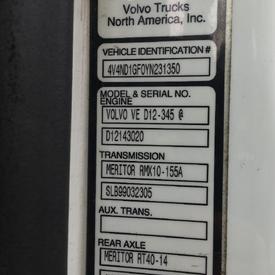 Volvo Trucks
North America, Inc.
VEHICLE IDENTIFICATION #
4V4ND1GF0YN231350
MODEL & SERIAL NO.
ENGINE
VOLVO VE D12-345 @
D12143020
TRANSMISSION
MERITOR RMX10-155A
SLB99032305
AUX. TRANS.
REAR AXLE
MERITOR RT40-14